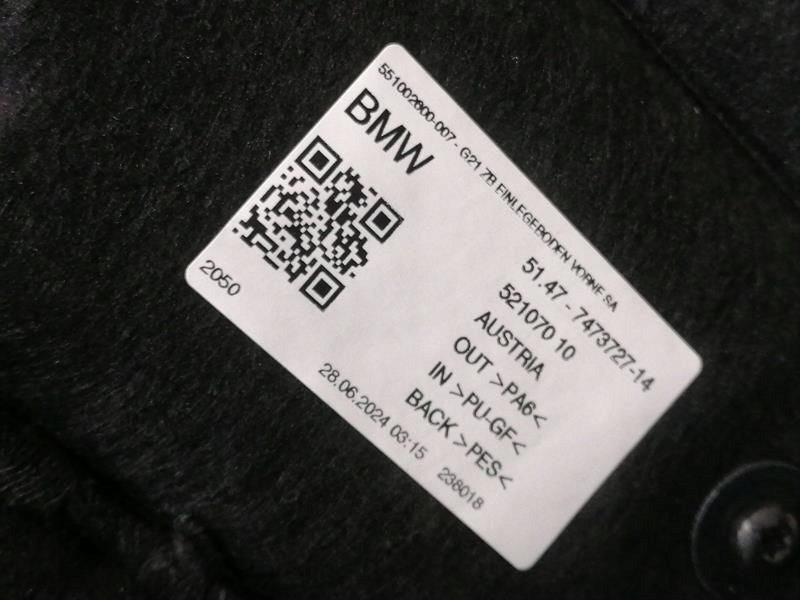 551002800-007 - G21 ZB EINLEGEBODEN VORNE SA
BMW
51.47 - 7473727-14
521070 10
AUSTRIA
OUT >PA6<
IN >PU-GF<
BACK >PES<
2050
28.06.2024 03:15 238018